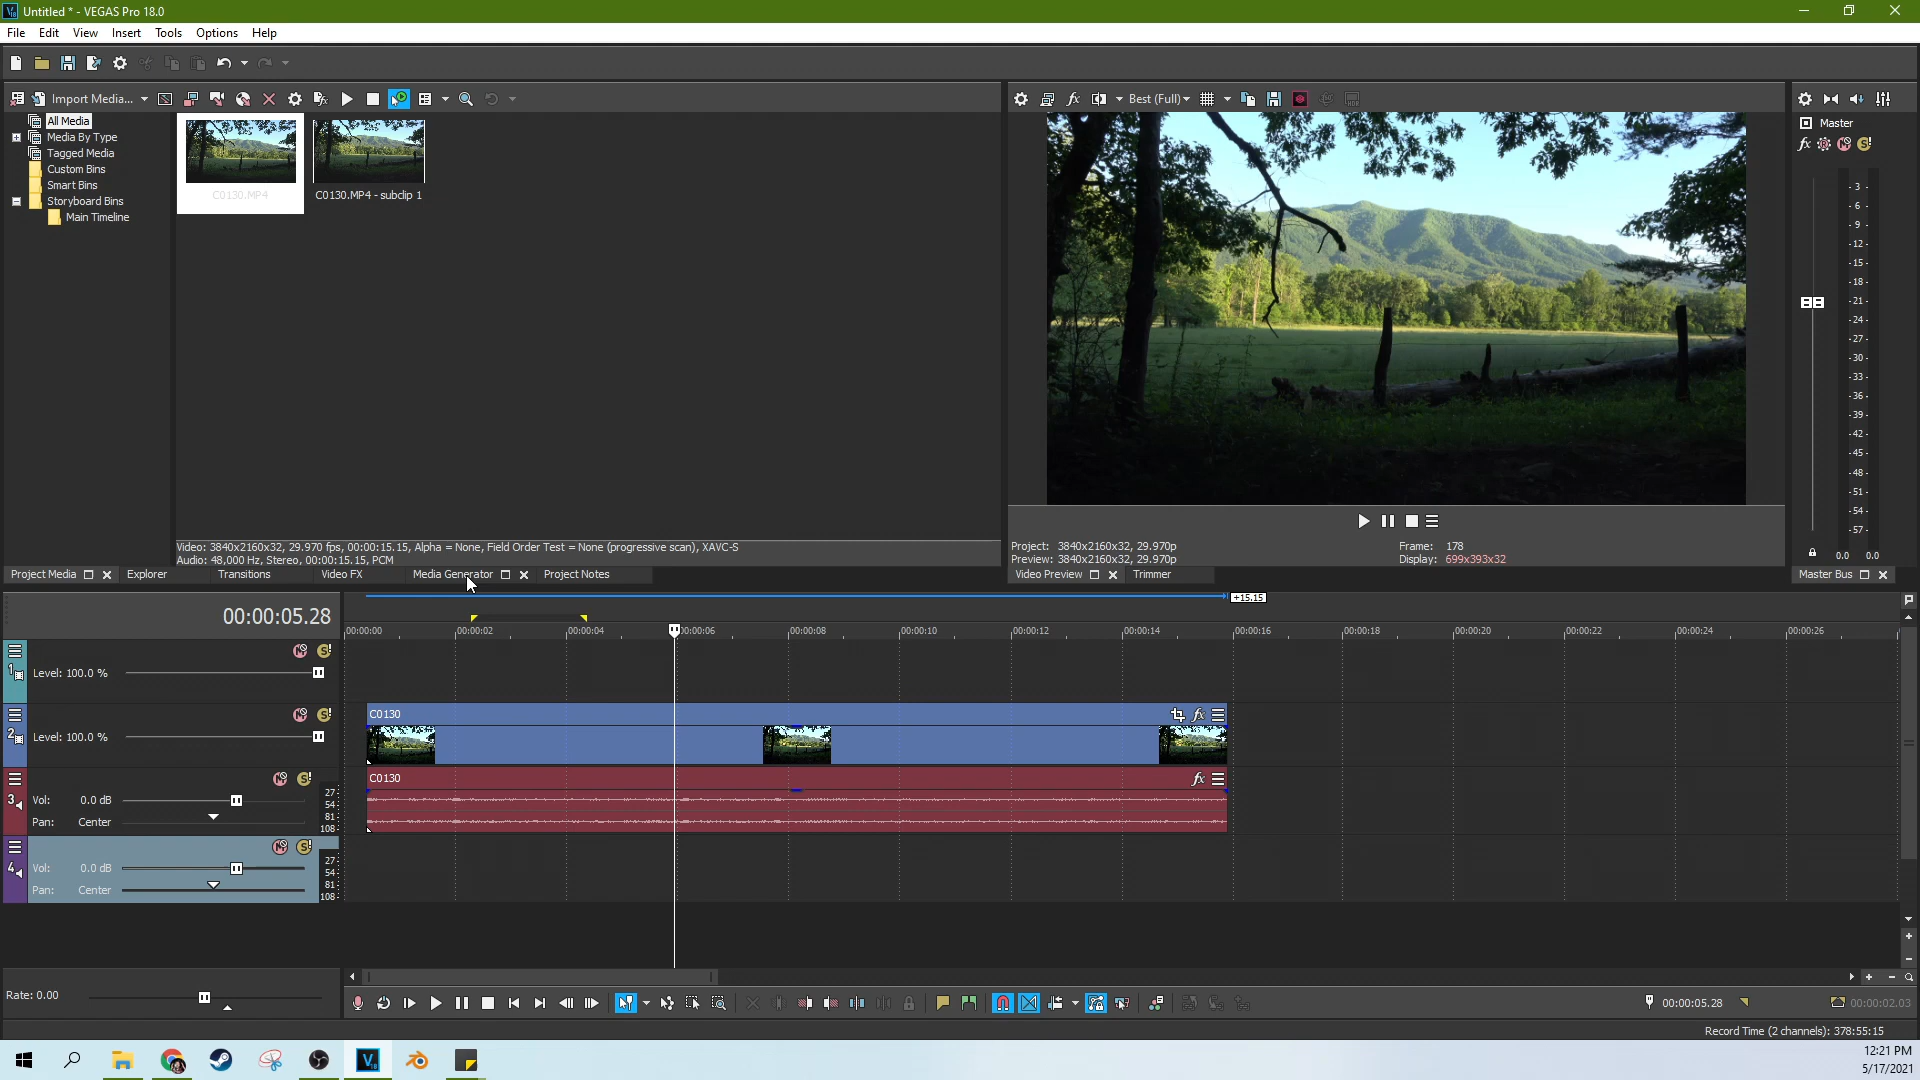 Untitled * - VEGAS Pro 18.0
File Edit View Insert Tools Options Help
Import Media...
Best (Full)
All Media
Media By Type
Tagged Media
Custom Bins
Smart Bins
Storyboard Bins
Main Timeline
C0130.MP4
C0130.MP4 - subclip 1
Master
-3-
-6-
-9-
-12-
-15-
-18-
-21-
-24-
-27-
-30-
-33-
-36-
-39-
-42-
-45-
-48-
-51-
-54-
-57-
0.0 0.0
Video: 3840x2160x32, 29.970 fps, 00:00:15.15, Alpha = None, Field Order Test = None (progressive scan), XAVC-S
Audio: 48,000 Hz, Stereo, 00:00:15.15, PCM
Project: 3840x2160x32, 29.970p
Preview: 3840x2160x32, 29.970p
Frame: 178
Display: 699x393x32
Project Media Explorer Transitions Video FX Media Generator Project Notes
Video Preview Trimmer
Master Bus
00:00:05.28
+15.15
00:00:00 00:00:02 00:00:04 00:00:06 00:00:08 00:00:10 00:00:12 00:00:14 00:00:16 00:00:18 00:00:20 00:00:22 00:00:24 00:00:26
1
Level: 100.0 %
2
Level: 100.0 %
C0130 fx
3
Vol: 0.0 dB
Pan: Center
27-
54-
81-
108-
C0130 fx
4
Vol: 0.0 dB
Pan: Center
27-
54-
81-
108-
Rate: 0.00
00:00:05.28
00:00:02.03
Record Time (2 channels): 378:55:15
12:21 PM
5/17/2021